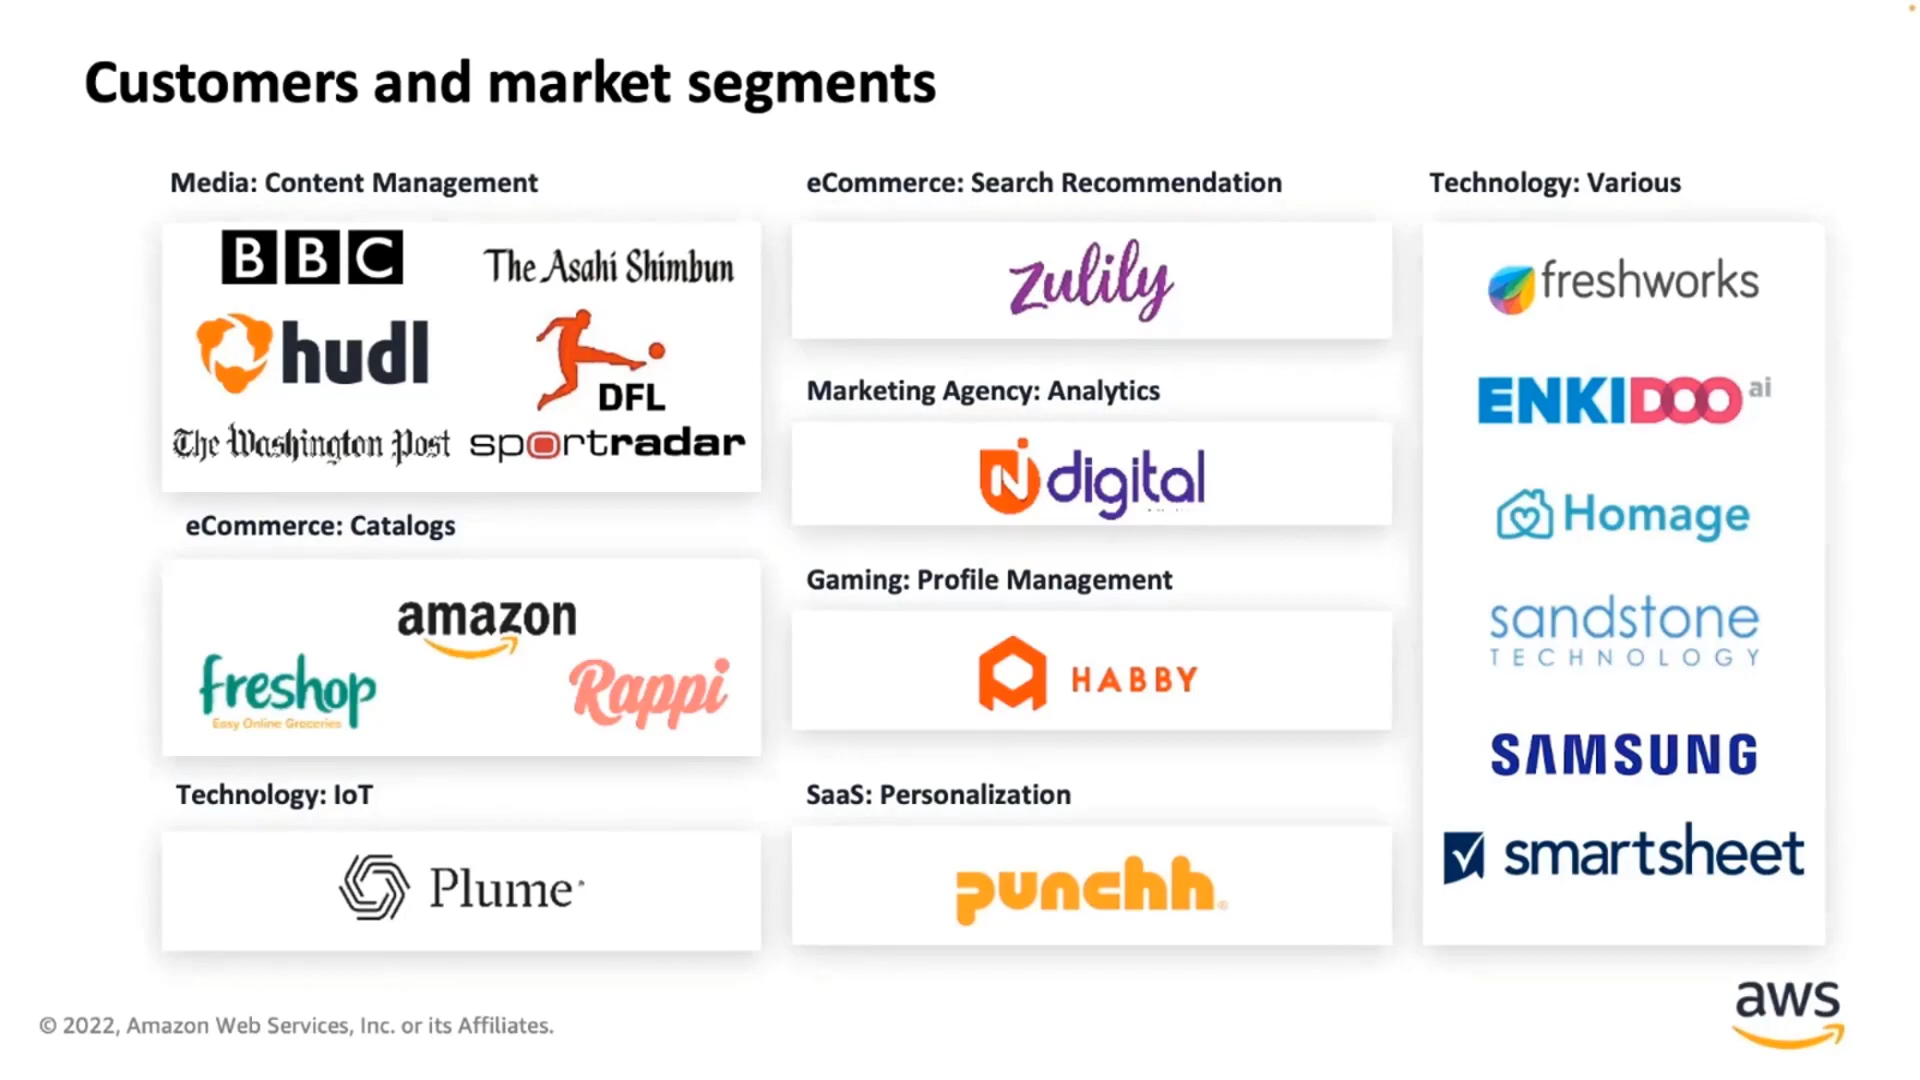 Customers and market segments
Media: Content Management
BBC
The Asahi Shimbun
hudl
DFL
The Washington Post
sportradar
eCommerce: Catalogs
amazon
freshop
Easy Online Groceries
Rappi
Technology: IoT
Plume
eCommerce: Search Recommendation
zulily
Marketing Agency: Analytics
N digital
Gaming: Profile Management
HABBY
SaaS: Personalization
punchh®
Technology: Various
freshworks
ENKIDOO ai
Homage
sandstone
TECHNOLOGY
SAMSUNG
smartsheet
© 2022, Amazon Web Services, Inc. or its Affiliates.
aws